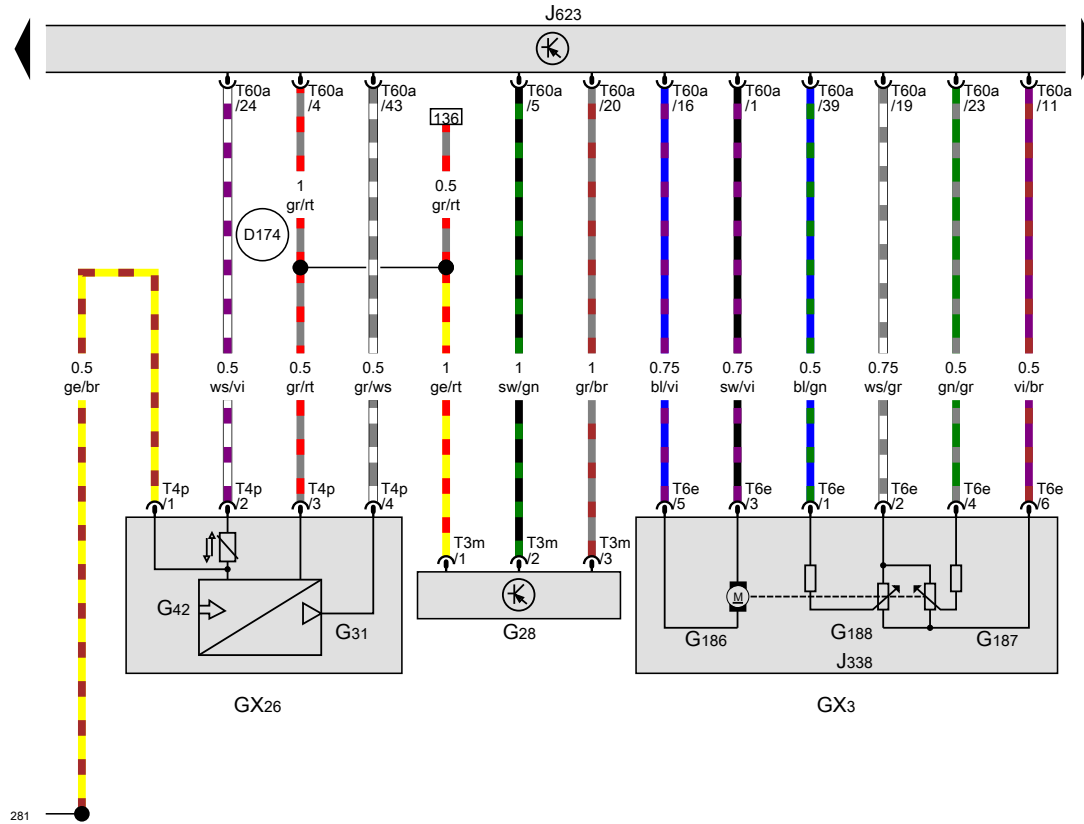 J623
T60a /24
T60a /4
T60a /43
T60a /5
T60a /20
T60a /16
T60a /1
T60a /39
T60a /19
T60a /23
T60a /11
136
1 gr/rt
0.5 gr/rt
D174
0.5 ge/br
0.5 ws/vi
0.5 gr/rt
0.5 gr/ws
1 ge/rt
1 sw/gn
1 gr/br
0.75 bl/vi
0.75 sw/vi
0.5 bl/gn
0.75 ws/gr
0.5 gn/gr
0.5 vi/br
T4p /1
T4p /2
T4p /3
T4p /4
T6e /5
T6e /3
T6e /1
T6e /2
T6e /4
T6e /6
T3m /1
T3m /2
T3m /3
G42
G31
G28
M
G186
G188
G187
J338
GX26
GX3
281